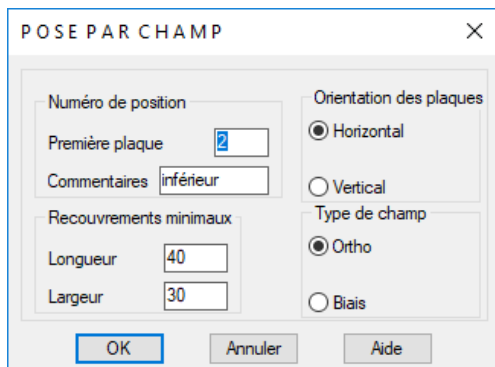 POSE PAR CHAMP
Numéro de position
Première plaque 2
Commentaires inférieur
Recouvrements minimaux
Longueur 40
Largeur 30
Orientation des plaques
Horizontal
Vertical
Type de champ
Ortho
Biais
OK Annuler Aide